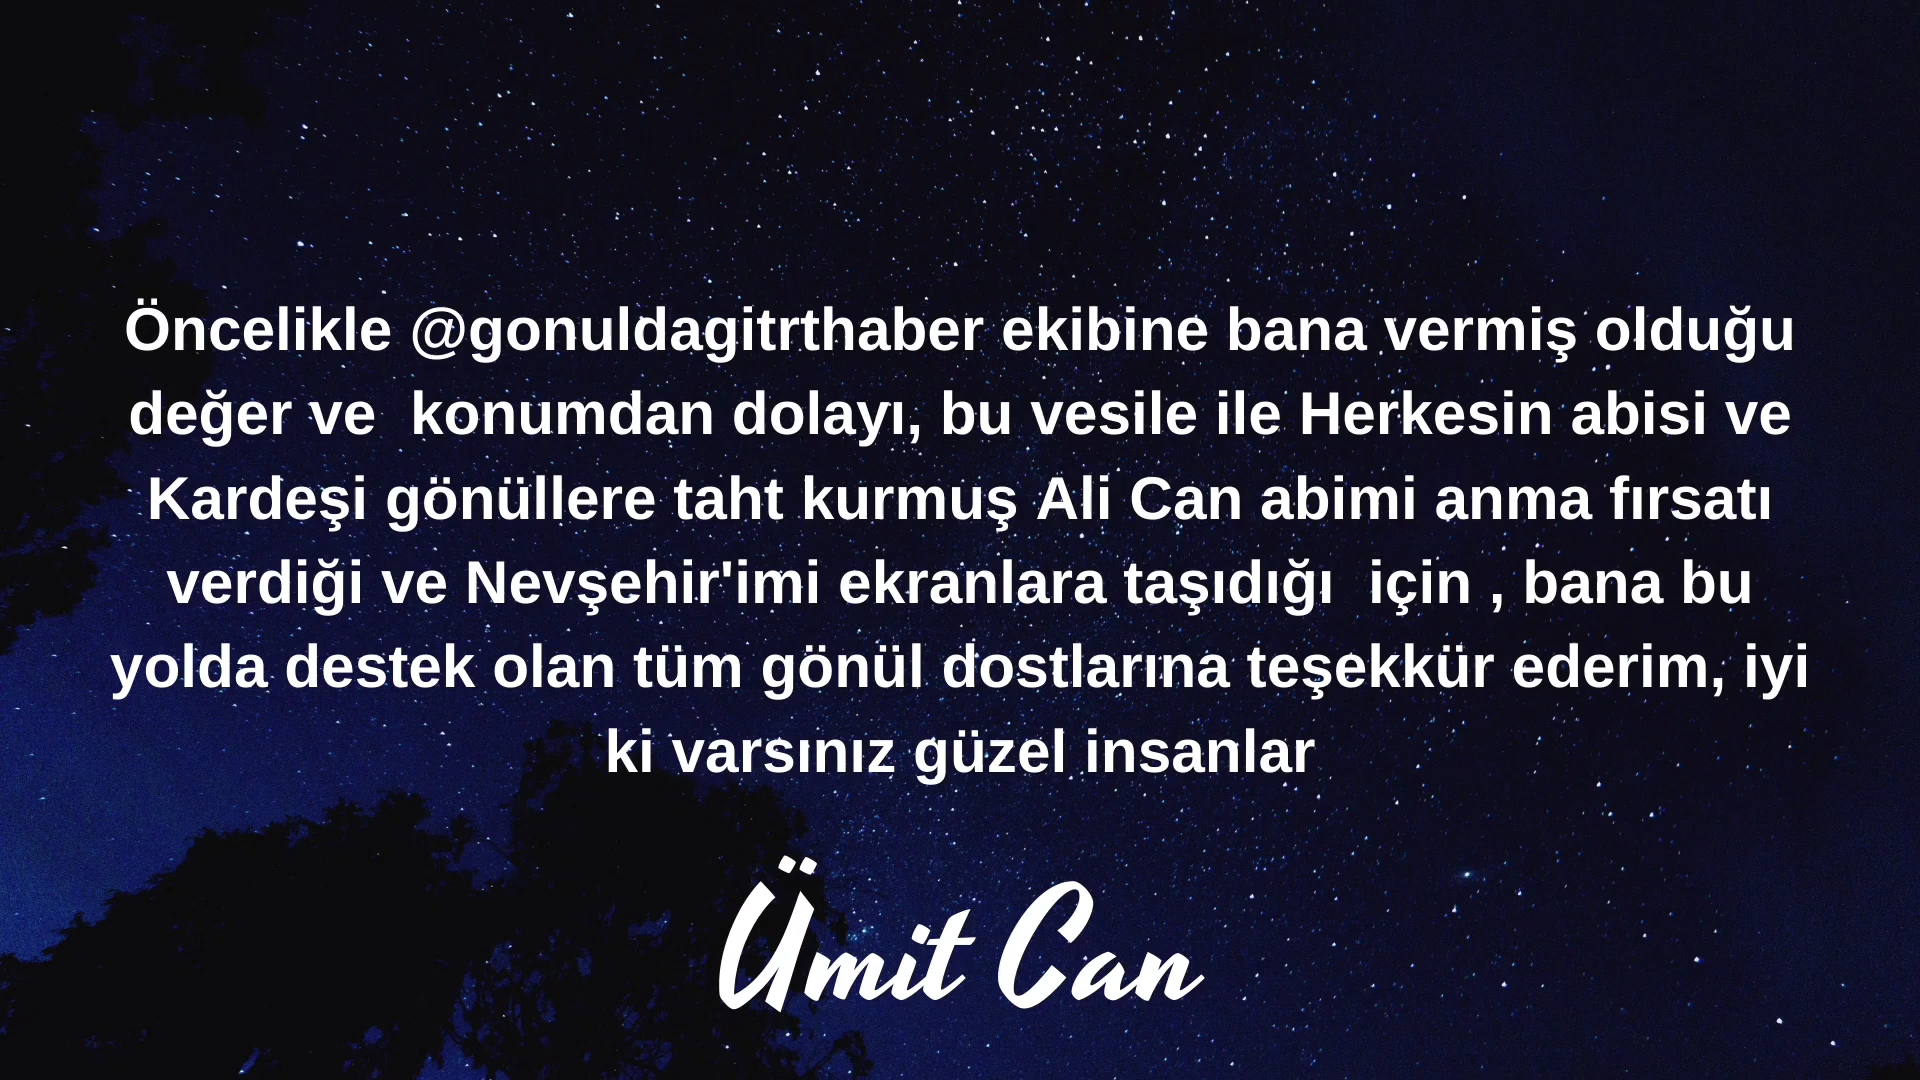 Öncelikle @gonuldagitrthaber ekibine bana vermiş olduğu
değer ve  konumdan dolayı, bu vesile ile Herkesin abisi ve
Kardeşi gönüllere taht kurmuş Ali Can abimi anma fırsatı
verdiği ve Nevşehir'imi ekranlara taşıdığı  için , bana bu
yolda destek olan tüm gönül dostlarına teşekkür ederim, iyi
ki varsınız güzel insanlar
Ümit Can